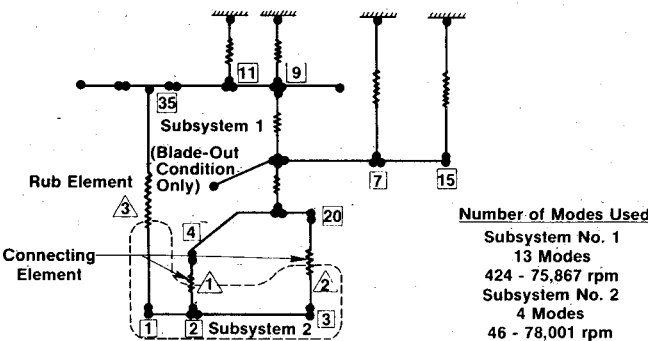 11
9
35
Subsystem 1
(Blade-Out
Condition
Only)
Rub Element
3
7
15
20
4
Connecting
Element
1
2
1
2
Subsystem 2
3
Number of Modes Used
Subsystem No. 1
13 Modes
424 - 75,867 rpm
Subsystem No. 2
4 Modes
46 - 78,001 rpm